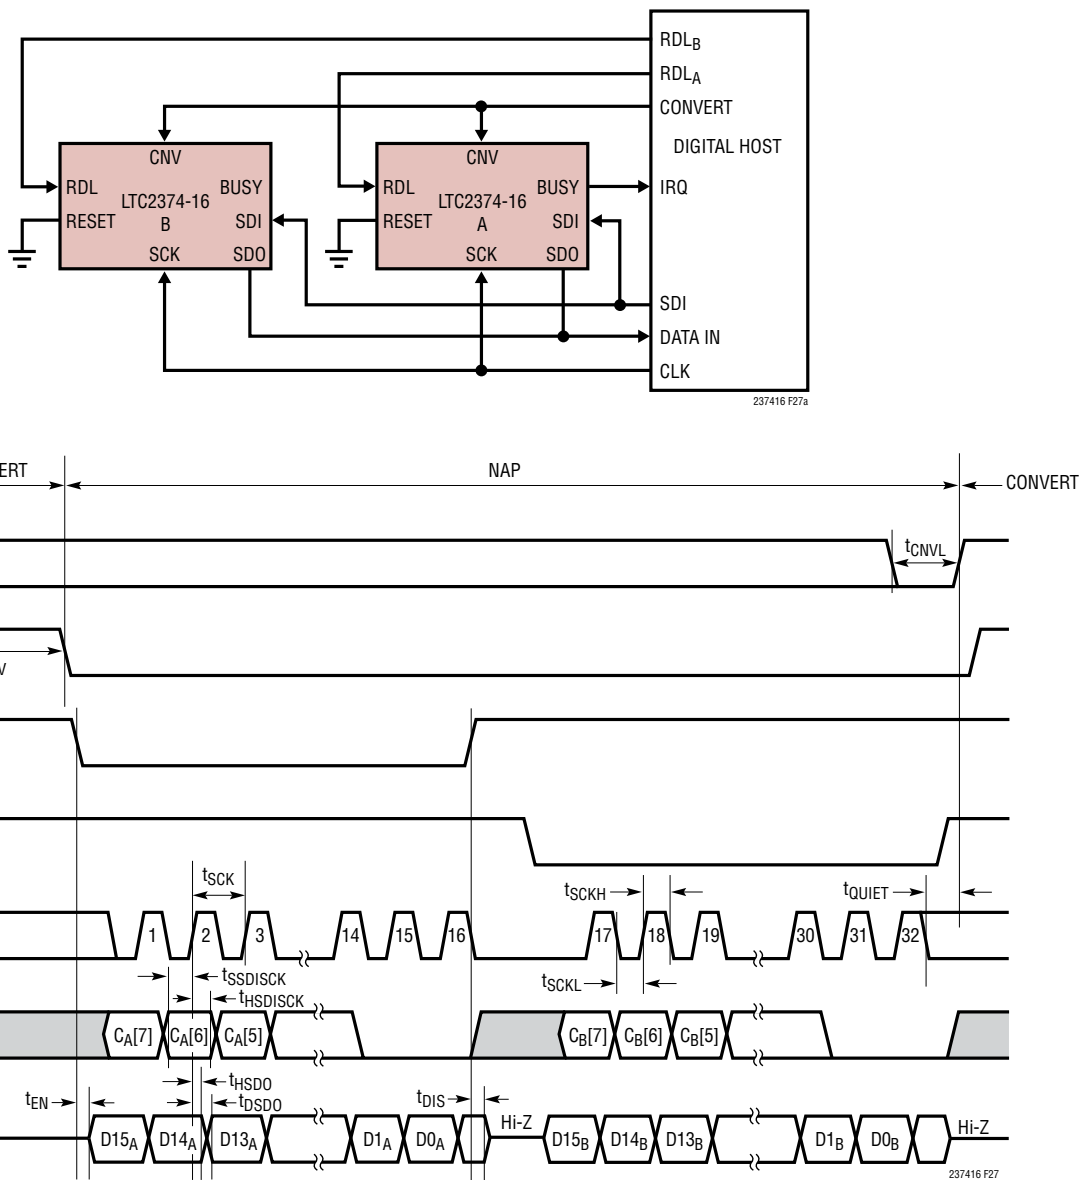 RDLB
RDLA
CONVERT
DIGITAL HOST
CNV
CNV
RDL
BUSY
RDL
BUSY
IRQ
LTC2374-16
LTC2374-16
RESET
B
SDI
RESET
A
SDI
SCK
SDO
SCK
SDO
SDI
DATA IN
CLK
237416 F27a
ERT
NAP
CONVERT
tCNVL
V
tSCK
tSCKH
tQUIET
1
2
3
14
15
16
17
18
19
30
31
32
tSSDISCK
tSCKL
tHSDISCK
CA[7]
CA[6]
CA[5]
CB[7]
CB[6]
CB[5]
tHSDO
tEN
tDSDO
tDIS
Hi-Z
Hi-Z
D15A
D14A
D13A
D1A
D0A
D15B
D14B
D13B
D1B
D0B
237416 F27